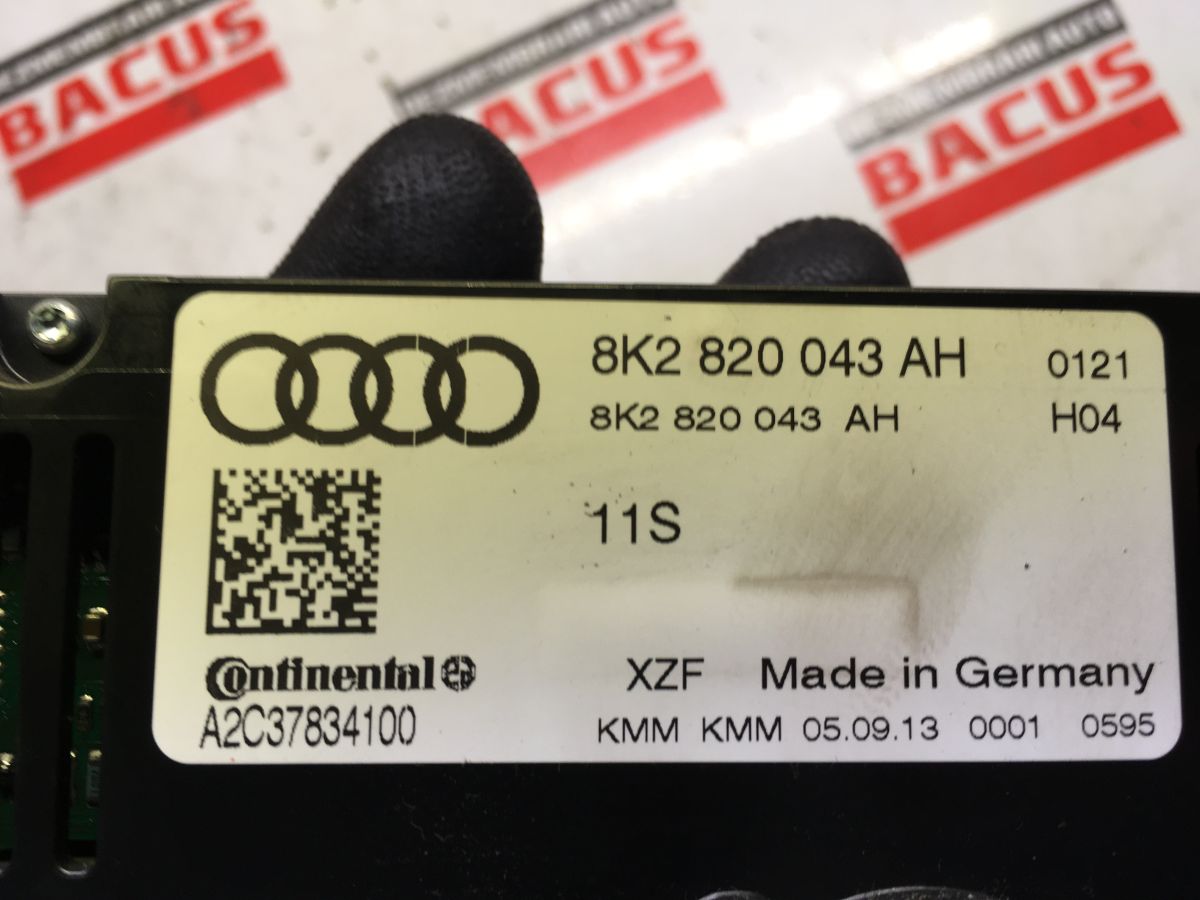 BACUS
BACUS
BACUS
8K2 820 043 AH 0121
8K2 820 043 AH H04
11S
Continental
A2C37834100
XZF Made in Germany
KMM KMM 05.09.13 0001 0595